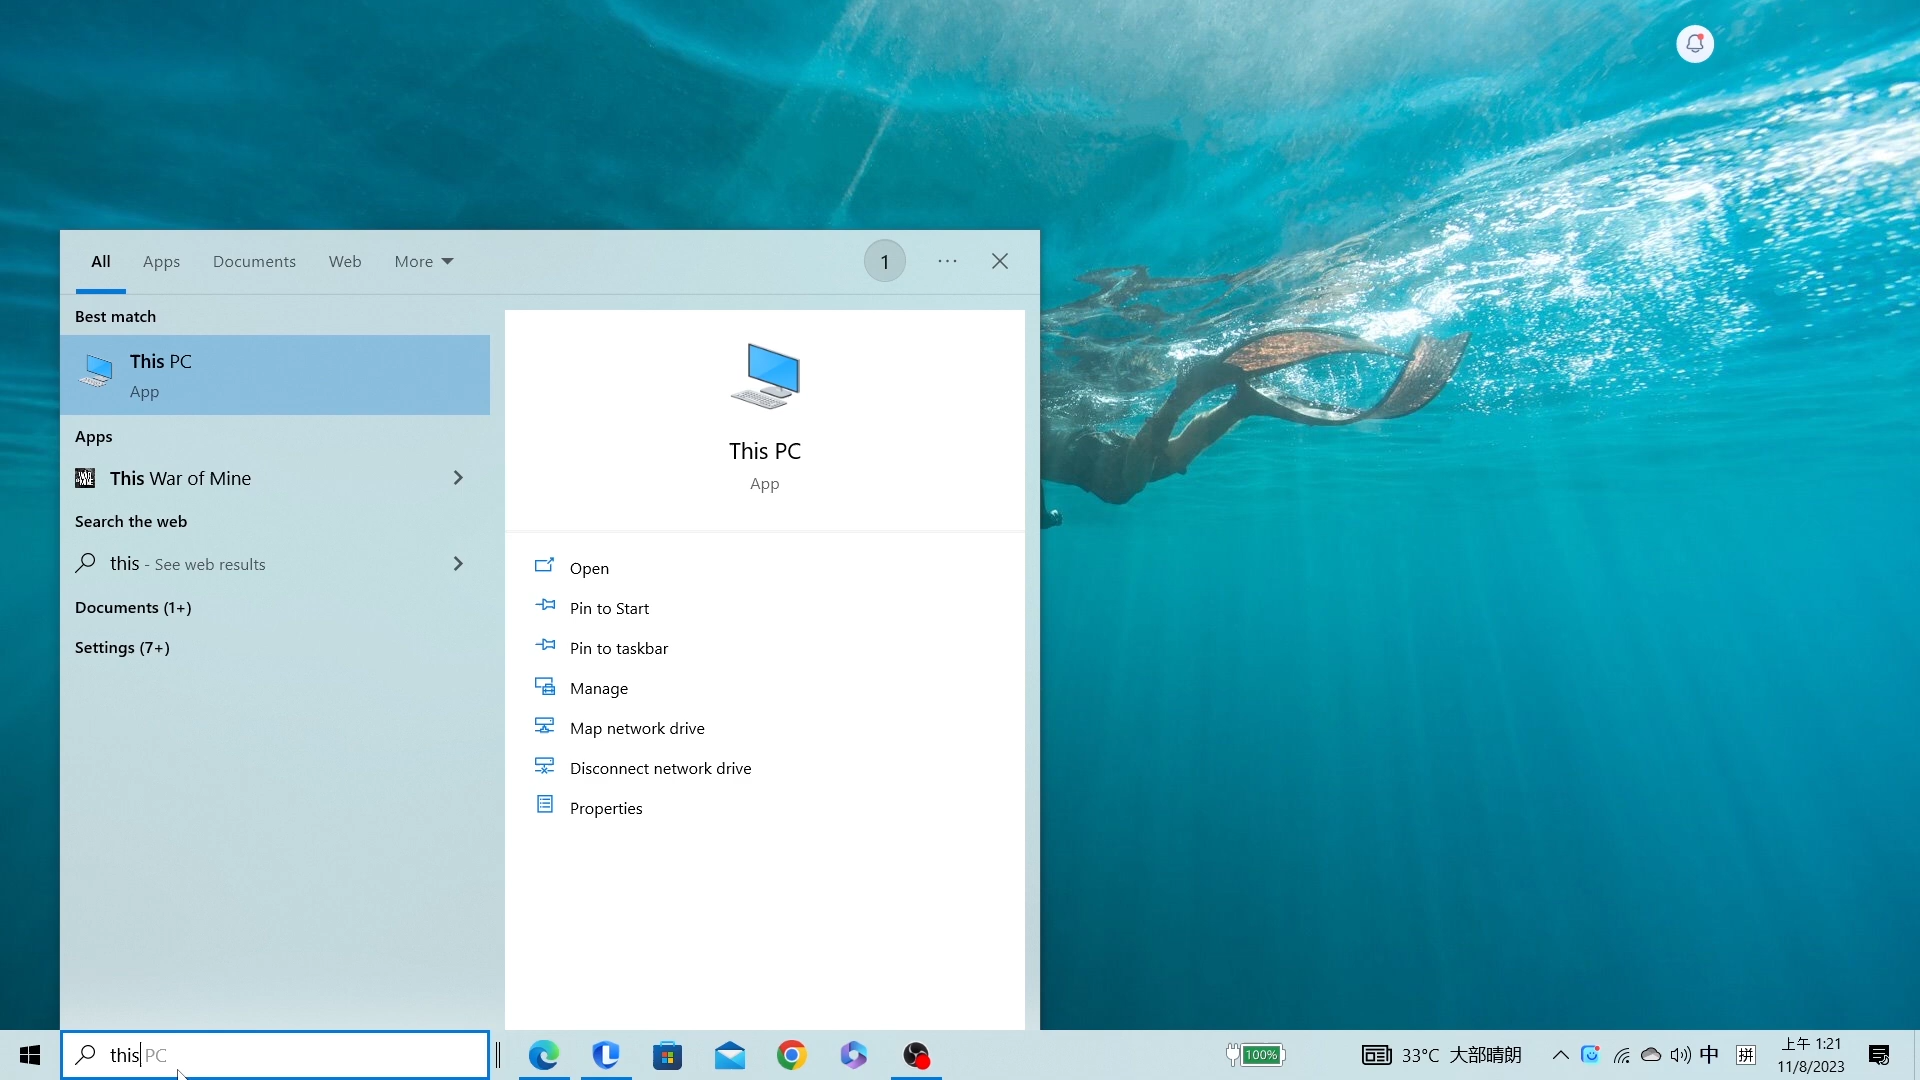 All Apps Documents Web More 1 ···
Best match
This PC
App
Apps
This War of Mine
Search the web
this - See web results
Documents (1+)
Settings (7+)
This PC
App
Open
Pin to Start
Pin to taskbar
Manage
Map network drive
Disconnect network drive
Properties
this PC
100%
33°C 大部晴朗
中
拼
上午 1:21
11/8/2023